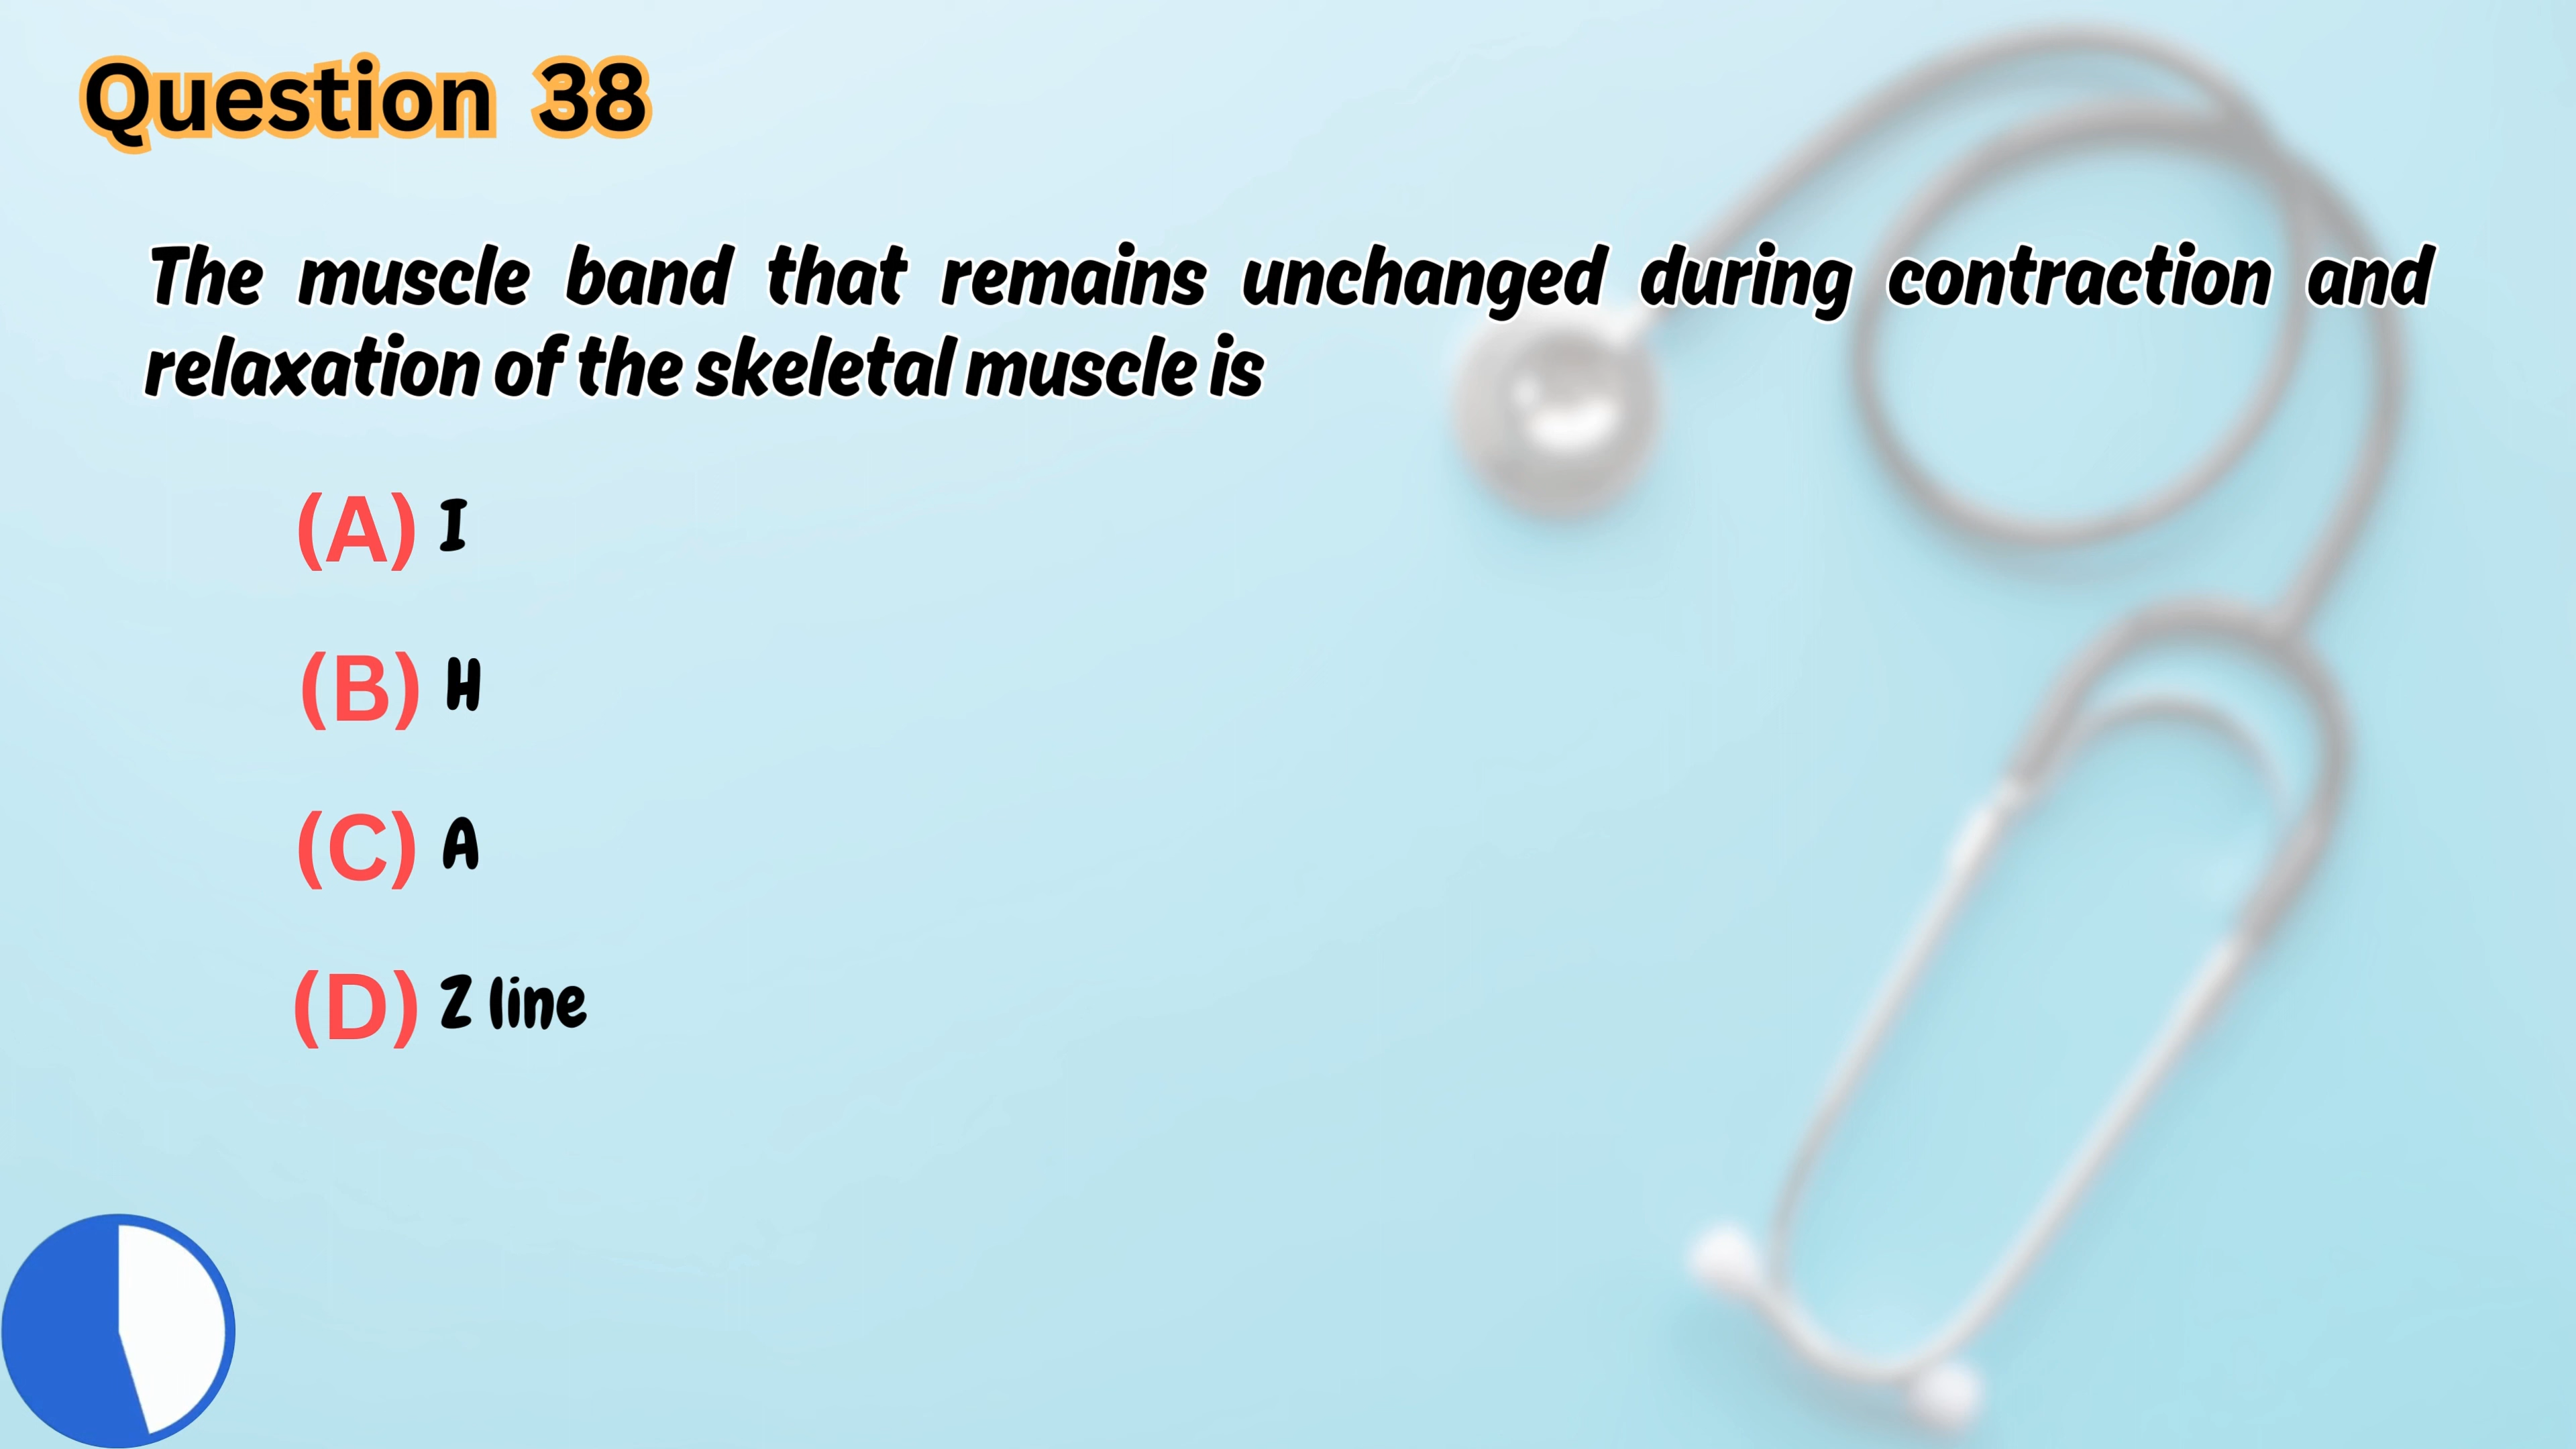 Question 38
The muscle band that remains unchanged during contraction and
relaxation of the skeletal muscle is
(A) I
(B) H
(C) A
(D) Z line